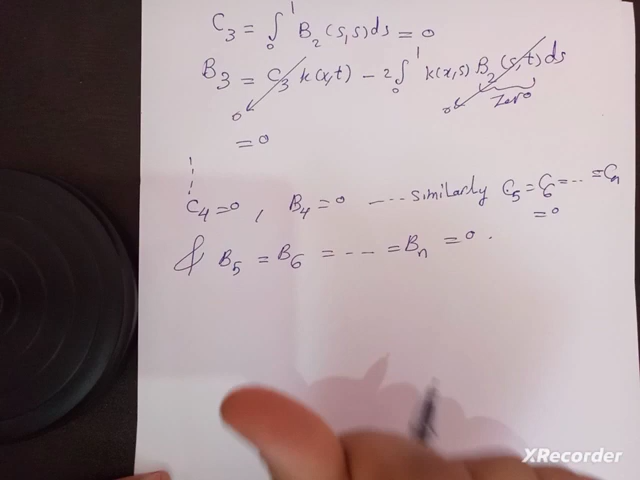 C₃ = ∫₀¹ B₂(s,s)ds = 0
B₃ = C₃ k(x,t) - 2∫₀¹ k(x,s) B₂(s,t)ds
0 0 Zero
= 0
C₄=0, B₄=0 ---- similarly C₅=C₆=...=Cₙ
=0
& B₅ = B₆ = --- = Bₙ = 0.
XRecorder